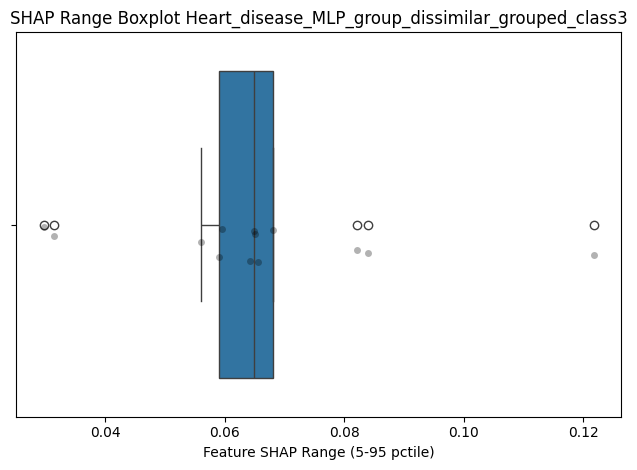 SHAP Range Boxplot Heart_disease_MLP_group_dissimilar_grouped_class3
0.04 0.06 0.08 0.10 0.12
Feature SHAP Range (5-95 pctile)